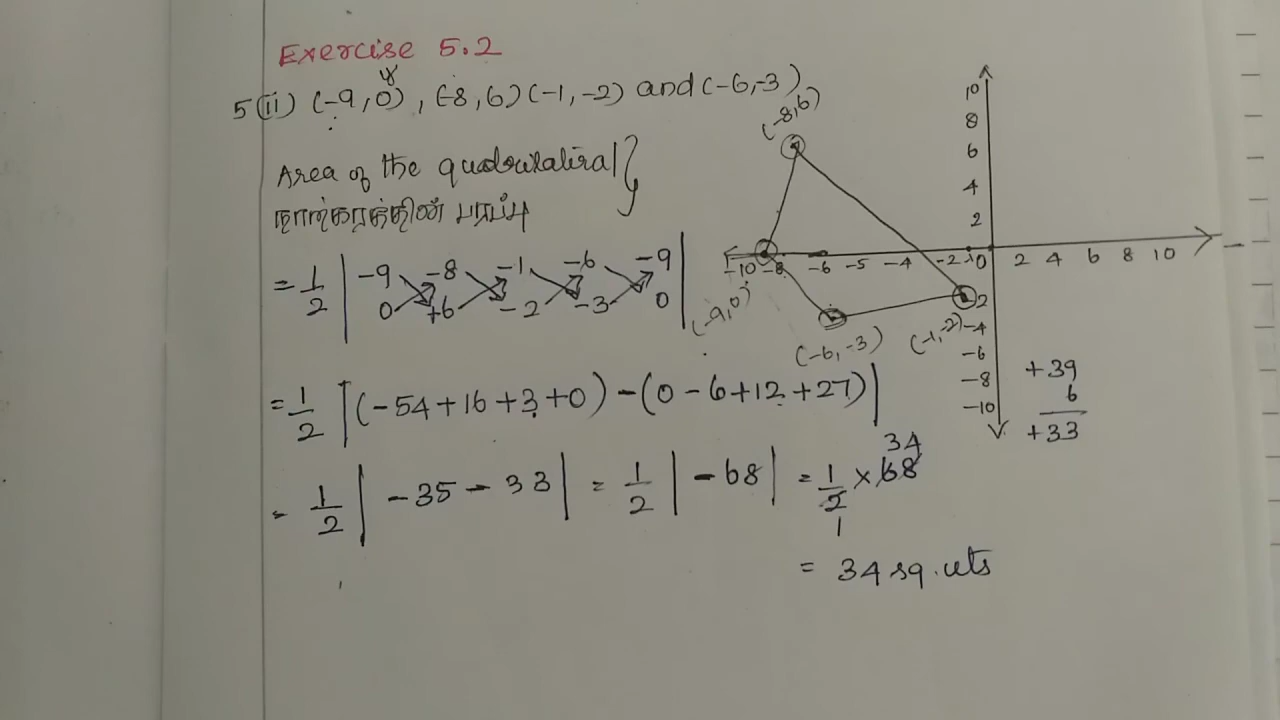 Exercise 5.2
5(ii) (-9,0), (-8,6) (-1,-2) and (-6,-3)
Area of the quadrilateral }
நாற்கரத்தின் பரப்பு
= 1/2 | -9 -8 -1 -6 -9 |
0 +6 -2 -3 0
= 1/2 |(-54+16+3+0)-(0-6+12+27)|
= 1/2 | -35 - 33 | = 1/2 | -68 | = 1/2 × 68
34
1
= 34 sq.uts
y
10
8
6
4
2
-10 -8 -6 -5 -4 -2 0 2 4 6 8 10
2
-4
-6
-8
-10
(-8,6)
(-9,0)
(-6,-3)
(-1,-2)
+39
6
+33